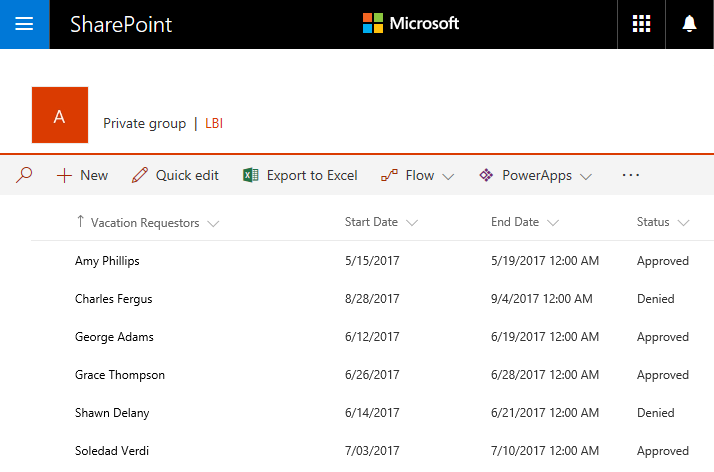 SharePoint Microsoft
A
Private group | LBI
New Quick edit Export to Excel Flow PowerApps ...
Vacation Requestors Start Date End Date Status
Amy Phillips 5/15/2017 5/19/2017 12:00 AM Approved
Charles Fergus 8/28/2017 9/4/2017 12:00 AM Denied
George Adams 6/12/2017 6/19/2017 12:00 AM Approved
Grace Thompson 6/26/2017 6/28/2017 12:00 AM Approved
Shawn Delany 6/14/2017 6/21/2017 12:00 AM Denied
Soledad Verdi 7/03/2017 7/10/2017 12:00 AM Approved